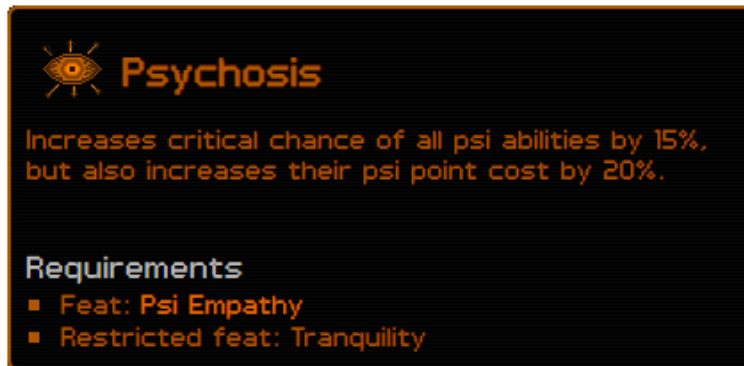 Psychosis
Increases critical chance of all psi abilities by 15%,
but also increases their psi point cost by 20%.
Requirements
Feat: Psi Empathy
Restricted feat: Tranquility